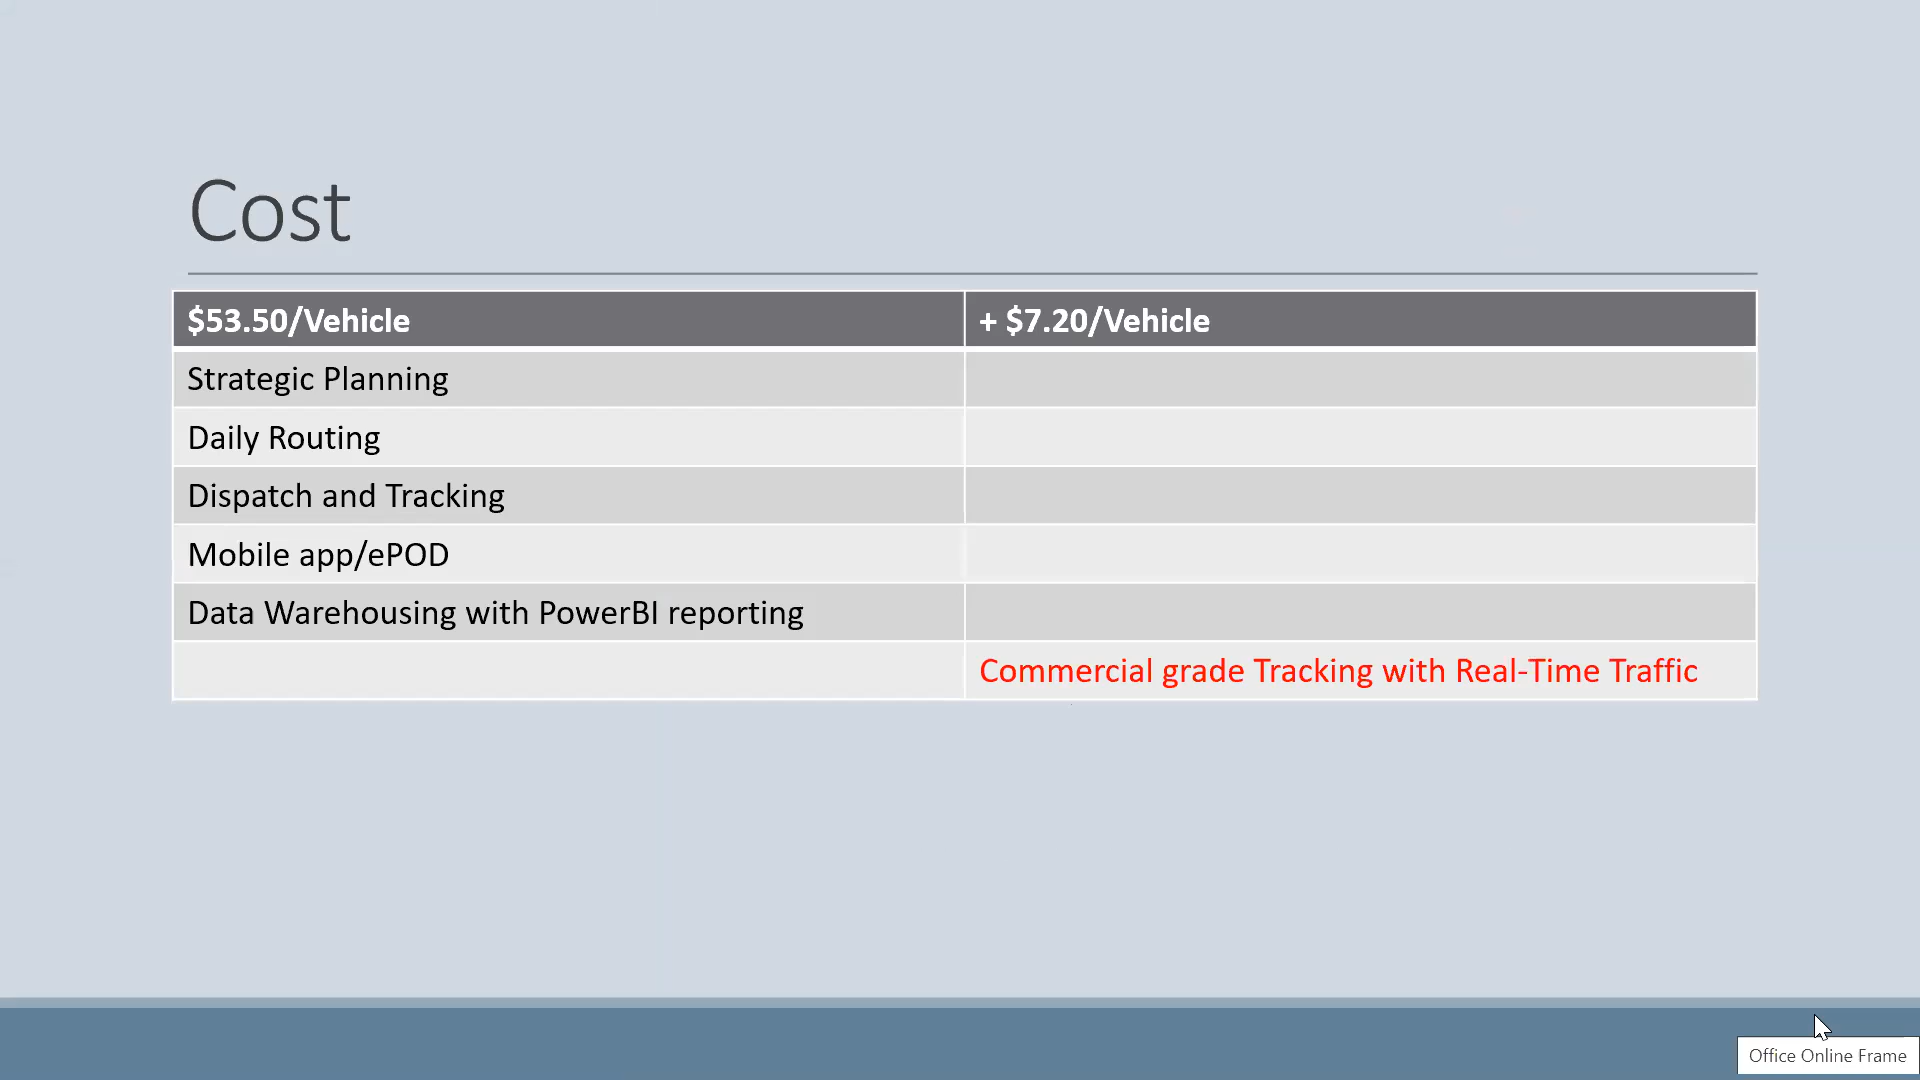 Cost
$53.50/Vehicle
+ $7.20/Vehicle
Strategic Planning
Daily Routing
Dispatch and Tracking
Mobile app/ePOD
Data Warehousing with PowerBI reporting
Commercial grade Tracking with Real-Time Traffic
Office Online Frame